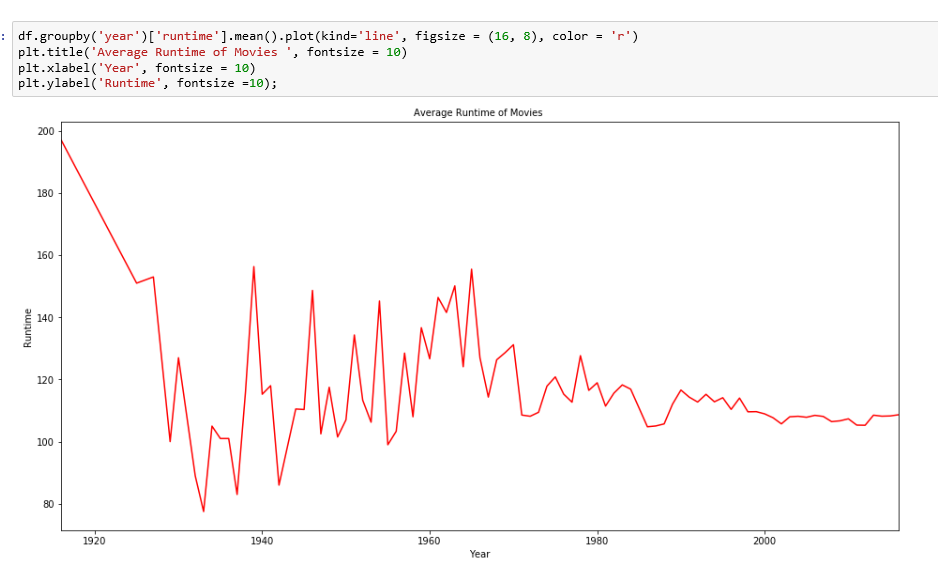 :
df.groupby('year')['runtime'].mean().plot(kind='line', figsize = (16, 8), color = 'r')
plt.title('Average Runtime of Movies ', fontsize = 10)
plt.xlabel('Year', fontsize = 10)
plt.ylabel('Runtime', fontsize =10);
Average Runtime of Movies
200
180
160
140
120
100
80
Runtime
1920 1940 1960 1980 2000
Year